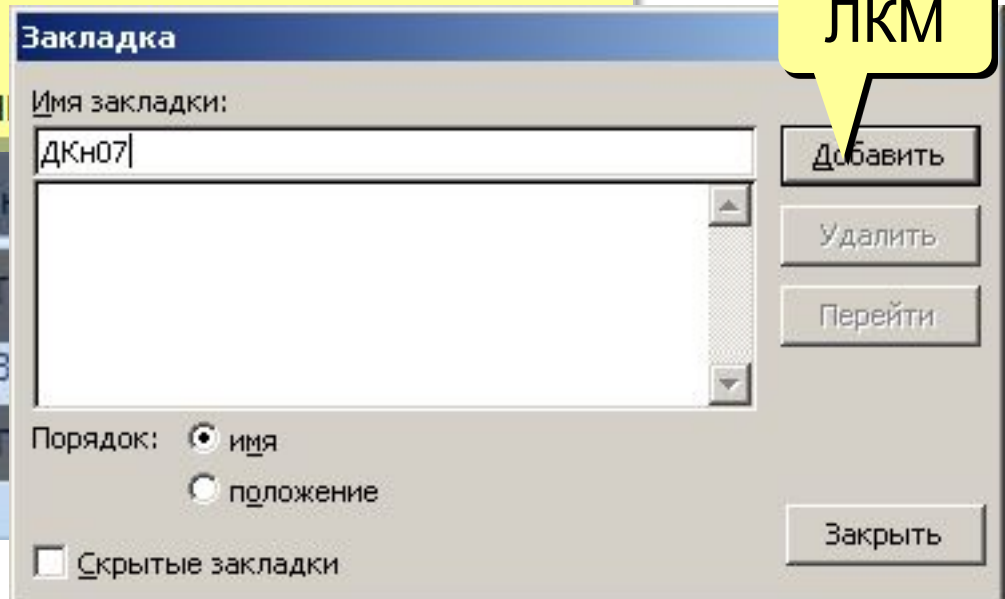 ЛКМ
Закладка
Имя закладки:
ДКн07
Добавить
Удалить
Перейти
Порядок:
имя
положение
Закрыть
Скрытые закладки